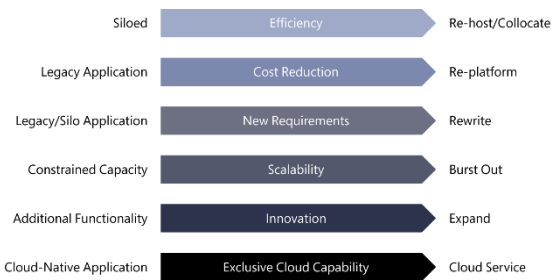 Siloed Efficiency Re-host/Collocate
Legacy Application Cost Reduction Re-platform
Legacy/Silo Application New Requirements Rewrite
Constrained Capacity Scalability Burst Out
Additional Functionality Innovation Expand
Cloud-Native Application Exclusive Cloud Capability Cloud Service